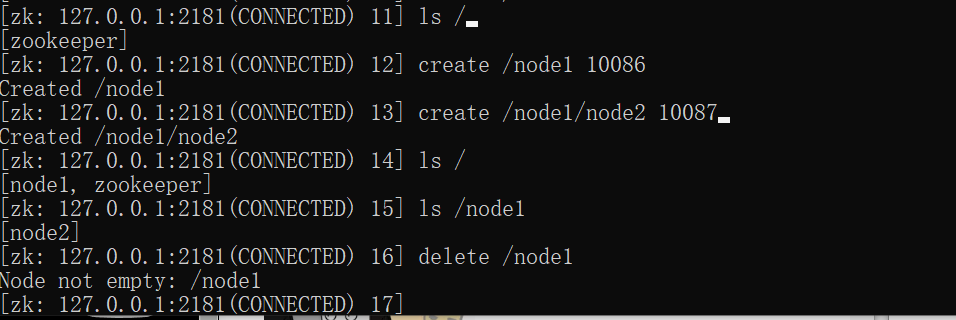 [zk: 127.0.0.1:2181(CONNECTED) 11] ls /
[zookeeper]
[zk: 127.0.0.1:2181(CONNECTED) 12] create /node1 10086
Created /node1
[zk: 127.0.0.1:2181(CONNECTED) 13] create /node1/node2 10087
Created /node1/node2
[zk: 127.0.0.1:2181(CONNECTED) 14] ls /
[node1, zookeeper]
[zk: 127.0.0.1:2181(CONNECTED) 15] ls /node1
[node2]
[zk: 127.0.0.1:2181(CONNECTED) 16] delete /node1
Node not empty: /node1
[zk: 127.0.0.1:2181(CONNECTED) 17]